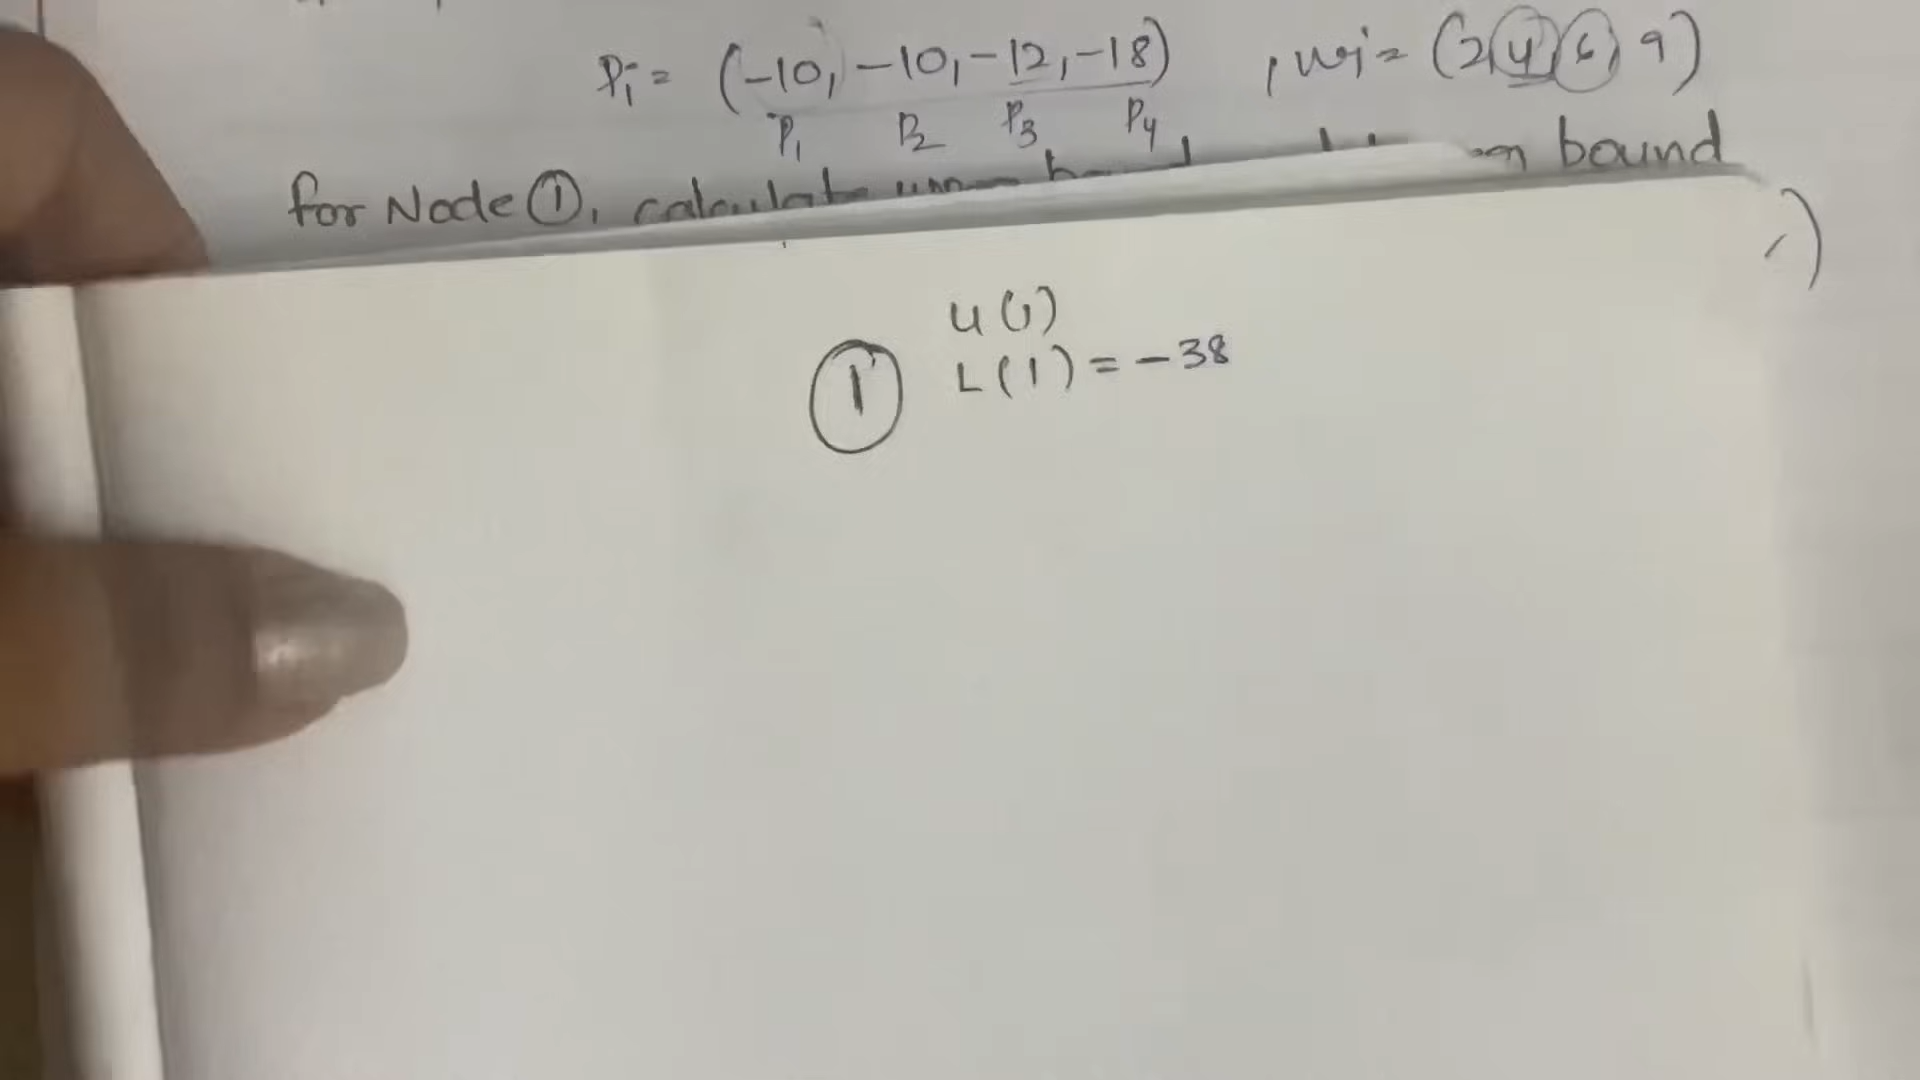 Pi = (-10, -10, -12, -18) , wi = (2, 4, 6, 9)
P1 P2 P3 P4
for Node ①, calculate bound
)
U(1)
① L(1) = -38